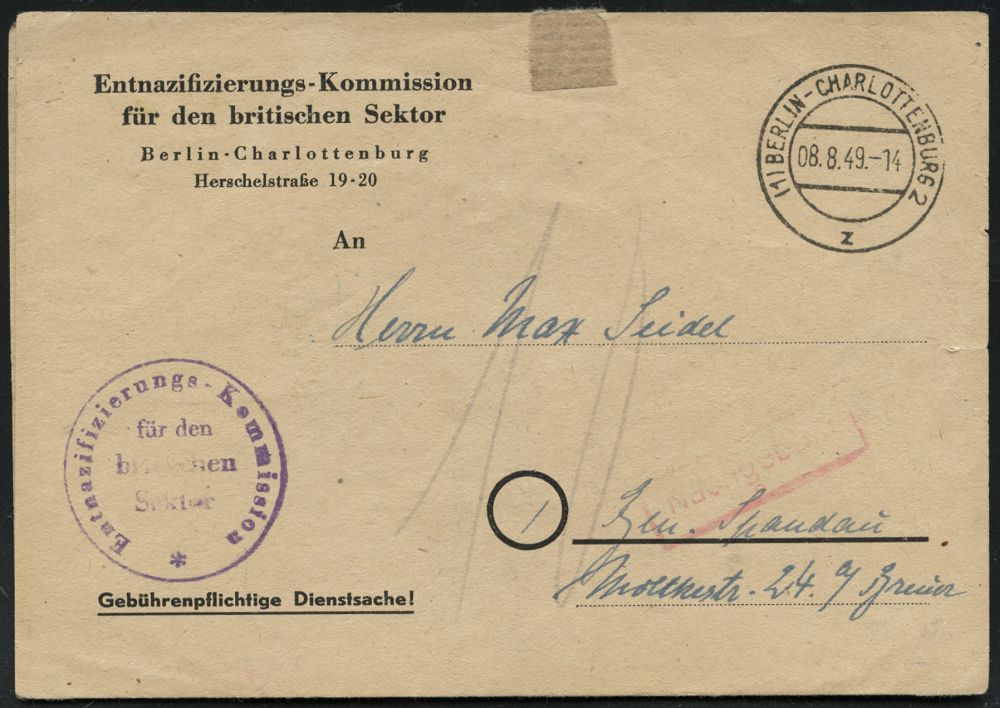 Entnazifizierungs-Kommission
für den britischen Sektor
Berlin-Charlottenburg
Herschelstraße 19-20
(1) BERLIN-CHARLOTTENBURG 2
08.8.49.-14
z
An
Herrn Max Seidel
Entnazifizierungs-Kommission
für den
britischen
Sektor
*
1
Bln. Spandau
Moltkestr. 24. b/ Breuer
Gebührenpflichtige Dienstsache!